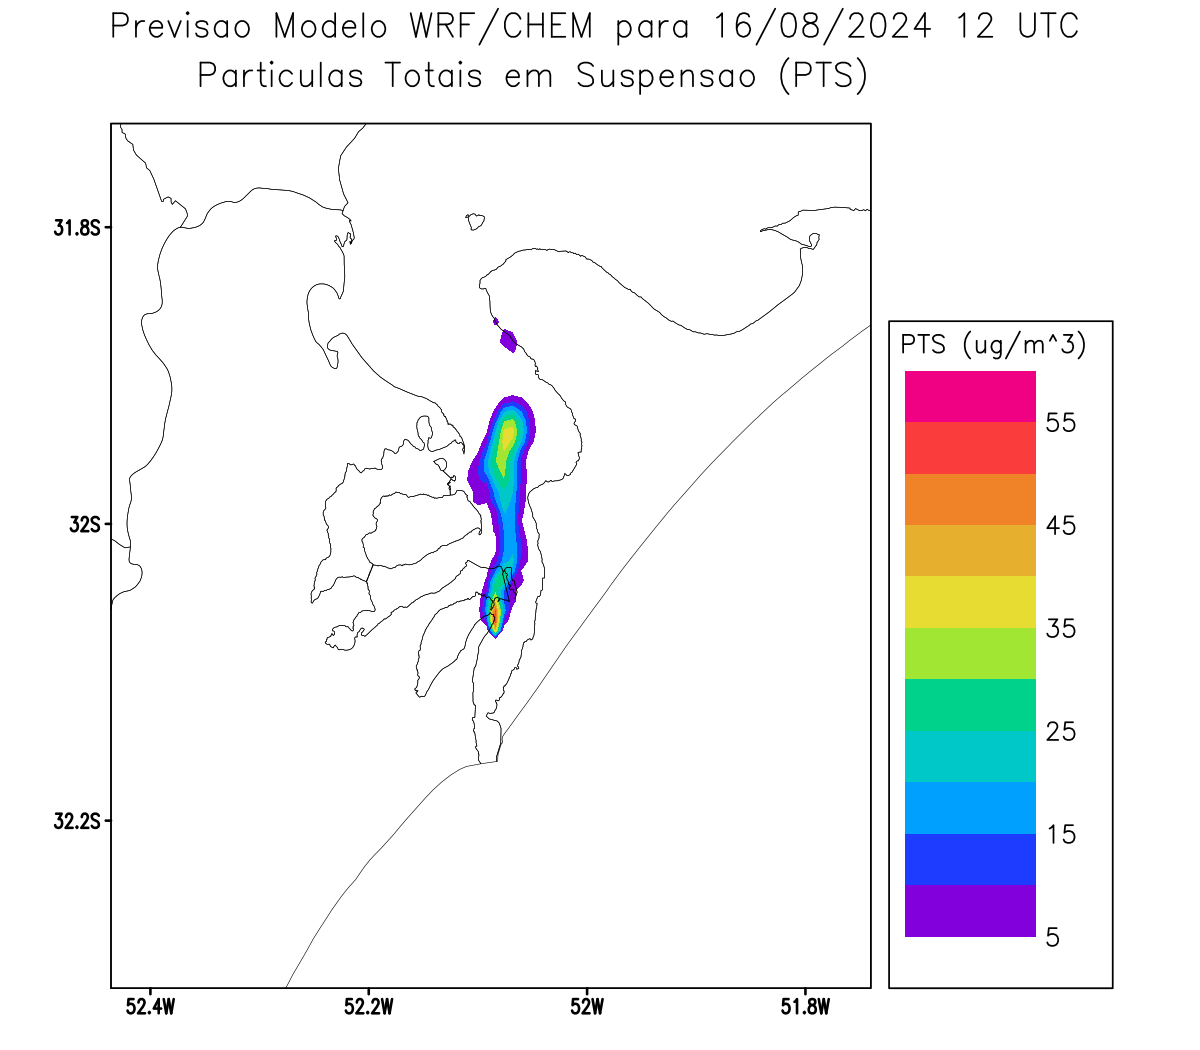 Previsao Modelo WRF/CHEM para 16/08/2024 12 UTC
Particulas Totais em Suspensao (PTS)
31.8S
32S
32.2S
52.4W
52.2W
52W
51.8W
PTS (ug/m^3)
55
45
35
25
15
5